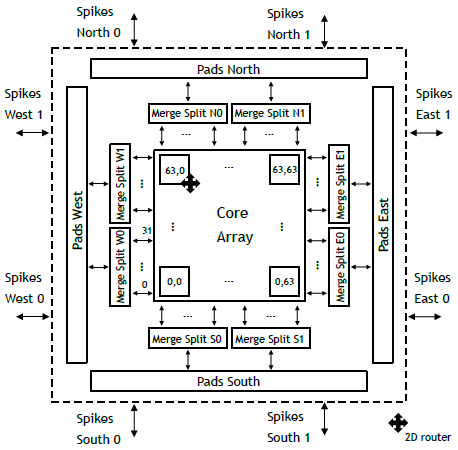 Spikes
North 0
Spikes
North 1
Pads North
Spikes
West 1
Spikes
East 1
Merge Split N0
Merge Split N1
---
---
Merge Split W1
63,0
---
63,63
Merge Split E1
Pads West
Core
Array
Pads East
31
Merge Split W0
0
0,0
---
0,63
Merge Split E0
Spikes
West 0
Spikes
East 0
---
---
Merge Split S0
Merge Split S1
Pads South
Spikes
South 0
Spikes
South 1
2D router